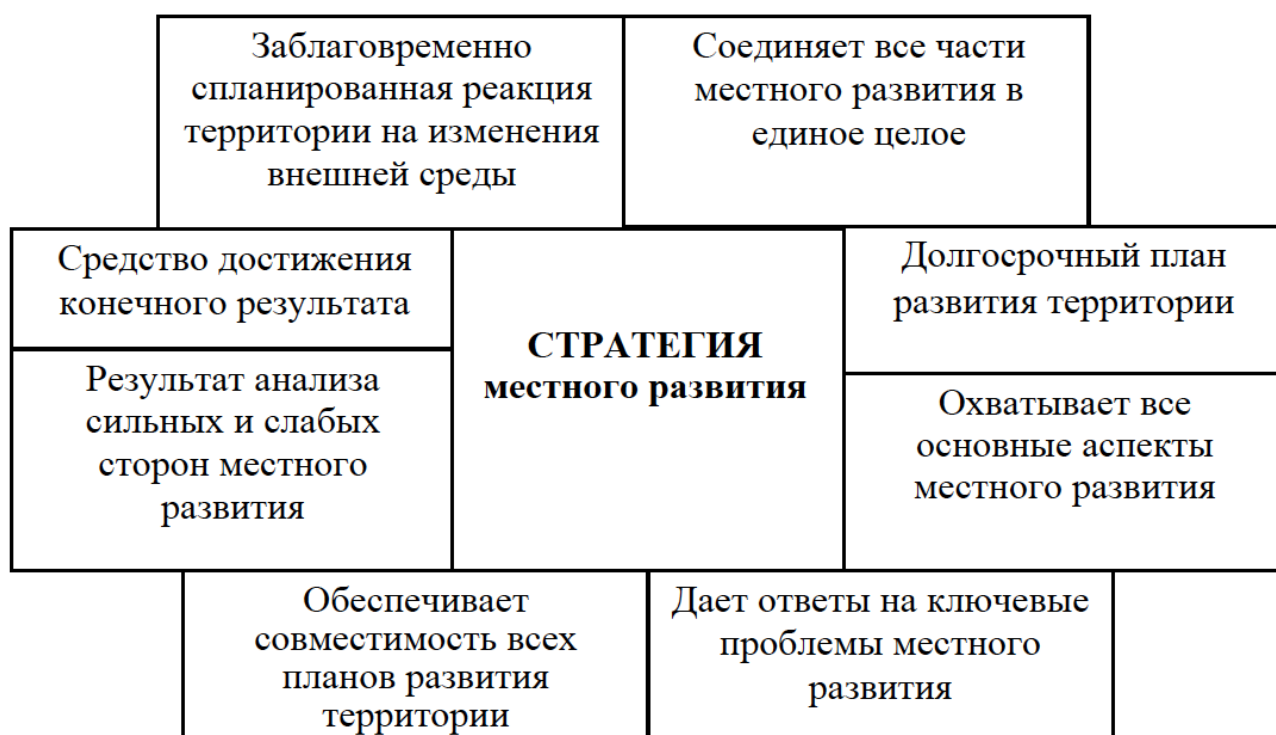 Заблаговременно
спланированная реакция
территории на изменения
внешней среды
Соединяет все части
местного развития в
единое целое
Средство достижения
конечного результата
СТРАТЕГИЯ
местного развития
Долгосрочный план
развития территории
Результат анализа
сильных и слабых
сторон местного
развития
Охватывает все
основные аспекты
местного развития
Обеспечивает
совместимость всех
планов развития
территории
Дает ответы на ключевые
проблемы местного
развития